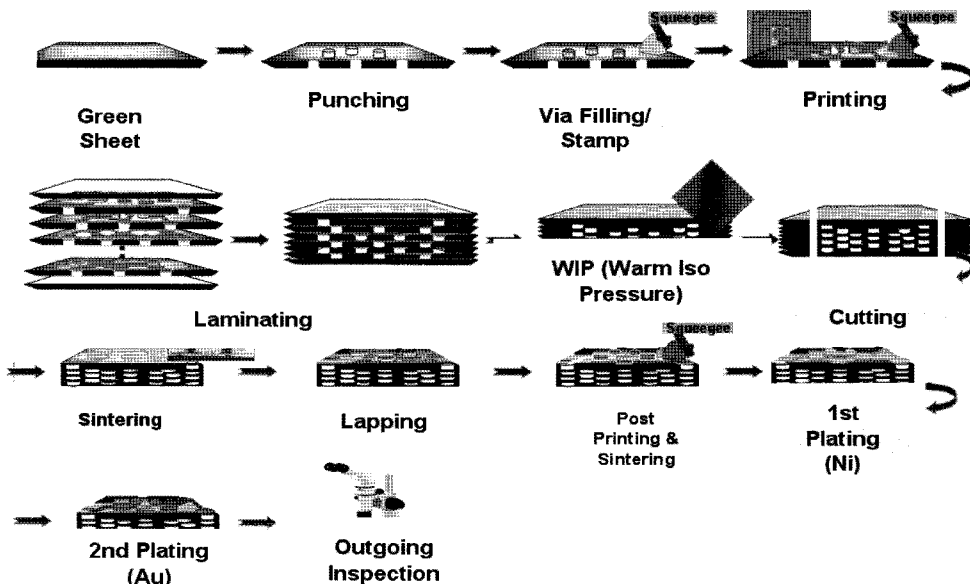 Squeegee
Squeegee
Green
Sheet
Punching
Via Filling/
Stamp
Printing
Laminating
WIP (Warm Iso
Pressure)
Cutting
Squeegee
Sintering
Lapping
Post
Printing &
Sintering
1st
Plating
(Ni)
2nd Plating
(Au)
Outgoing
Inspection